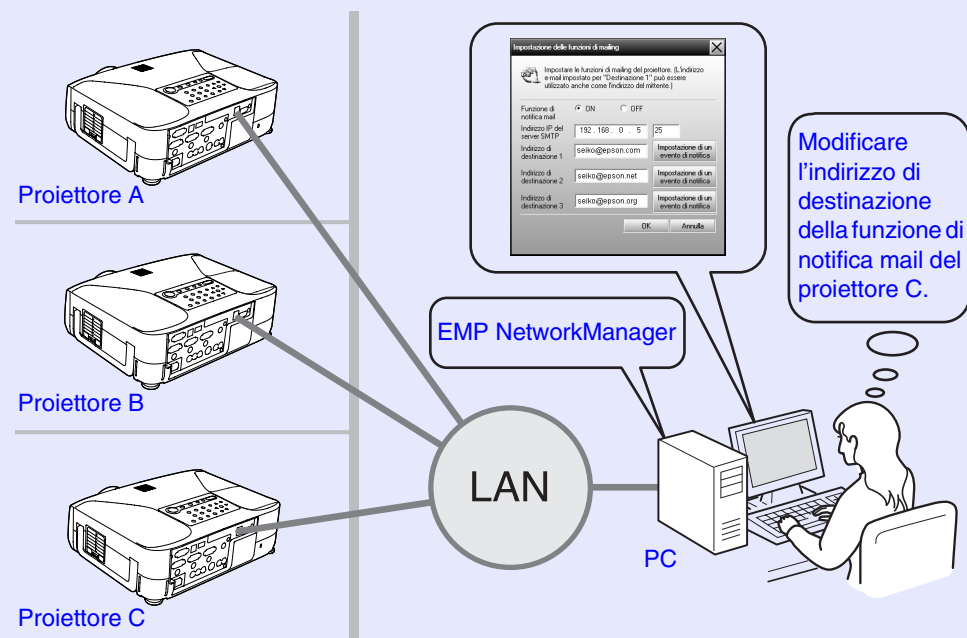 Impostazione delle funzioni di mailing
Impostare le funzioni di mailing del proiettore. (L'indirizzo
e-mail impostato per "Destinazione 1" può essere
utilizzato anche come l'indirizzo del mittente.)
Funzione di
notifica mail
ON
OFF
Indirizzo IP del
server SMTP
192 . 168 . 0 . 5
25
Indirizzo di
destinazione 1
seiko@epson.com
Impostazione di un
evento di notifica
Indirizzo di
destinazione 2
seiko@epson.net
Impostazione di un
evento di notifica
Indirizzo di
destinazione 3
seiko@epson.org
Impostazione di un
evento di notifica
OK
Annulla
Modificare
l'indirizzo di
destinazione
della funzione di
notifica mail del
proiettore C.
Proiettore A
EMP NetworkManager
Proiettore B
LAN
PC
Proiettore C